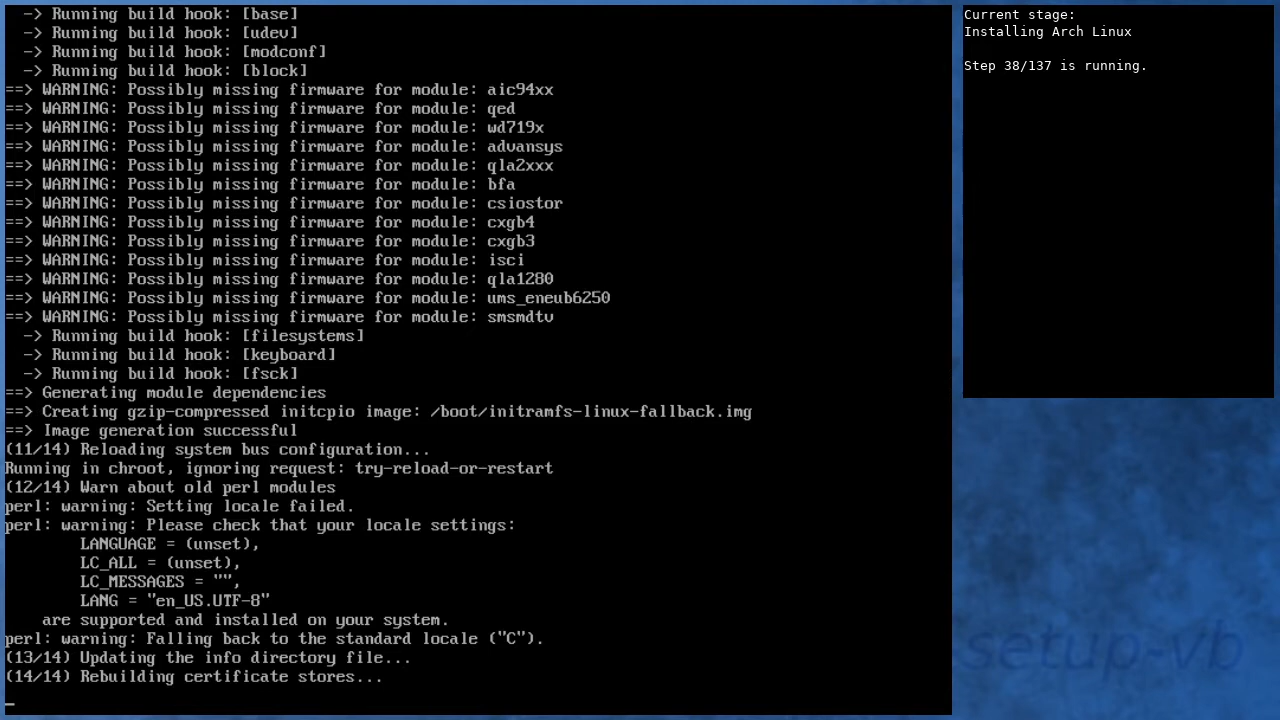 -> Running build hook: [base]
-> Running build hook: [udev]
-> Running build hook: [modconf]
-> Running build hook: [block]
==> WARNING: Possibly missing firmware for module: aic94xx
==> WARNING: Possibly missing firmware for module: qed
==> WARNING: Possibly missing firmware for module: wd719x
==> WARNING: Possibly missing firmware for module: advansys
==> WARNING: Possibly missing firmware for module: qla2xxx
==> WARNING: Possibly missing firmware for module: bfa
==> WARNING: Possibly missing firmware for module: csiostor
==> WARNING: Possibly missing firmware for module: cxgb4
==> WARNING: Possibly missing firmware for module: cxgb3
==> WARNING: Possibly missing firmware for module: isci
==> WARNING: Possibly missing firmware for module: qla1280
==> WARNING: Possibly missing firmware for module: ums_eneub6250
==> WARNING: Possibly missing firmware for module: smsmdtv
-> Running build hook: [filesystems]
-> Running build hook: [keyboard]
-> Running build hook: [fsck]
==> Generating module dependencies
==> Creating gzip-compressed initcpio image: /boot/initramfs-linux-fallback.img
==> Image generation successful
(11/14) Reloading system bus configuration...
Running in chroot, ignoring request: try-reload-or-restart
(12/14) Warn about old perl modules
perl: warning: Setting locale failed.
perl: warning: Please check that your locale settings:
LANGUAGE = (unset),
LC_ALL = (unset),
LC_MESSAGES = "",
LANG = "en_US.UTF-8"
are supported and installed on your system.
perl: warning: Falling back to the standard locale ("C").
(13/14) Updating the info directory file...
(14/14) Rebuilding certificate stores...
Current stage:
Installing Arch Linux
Step 38/137 is running.
setup-vb